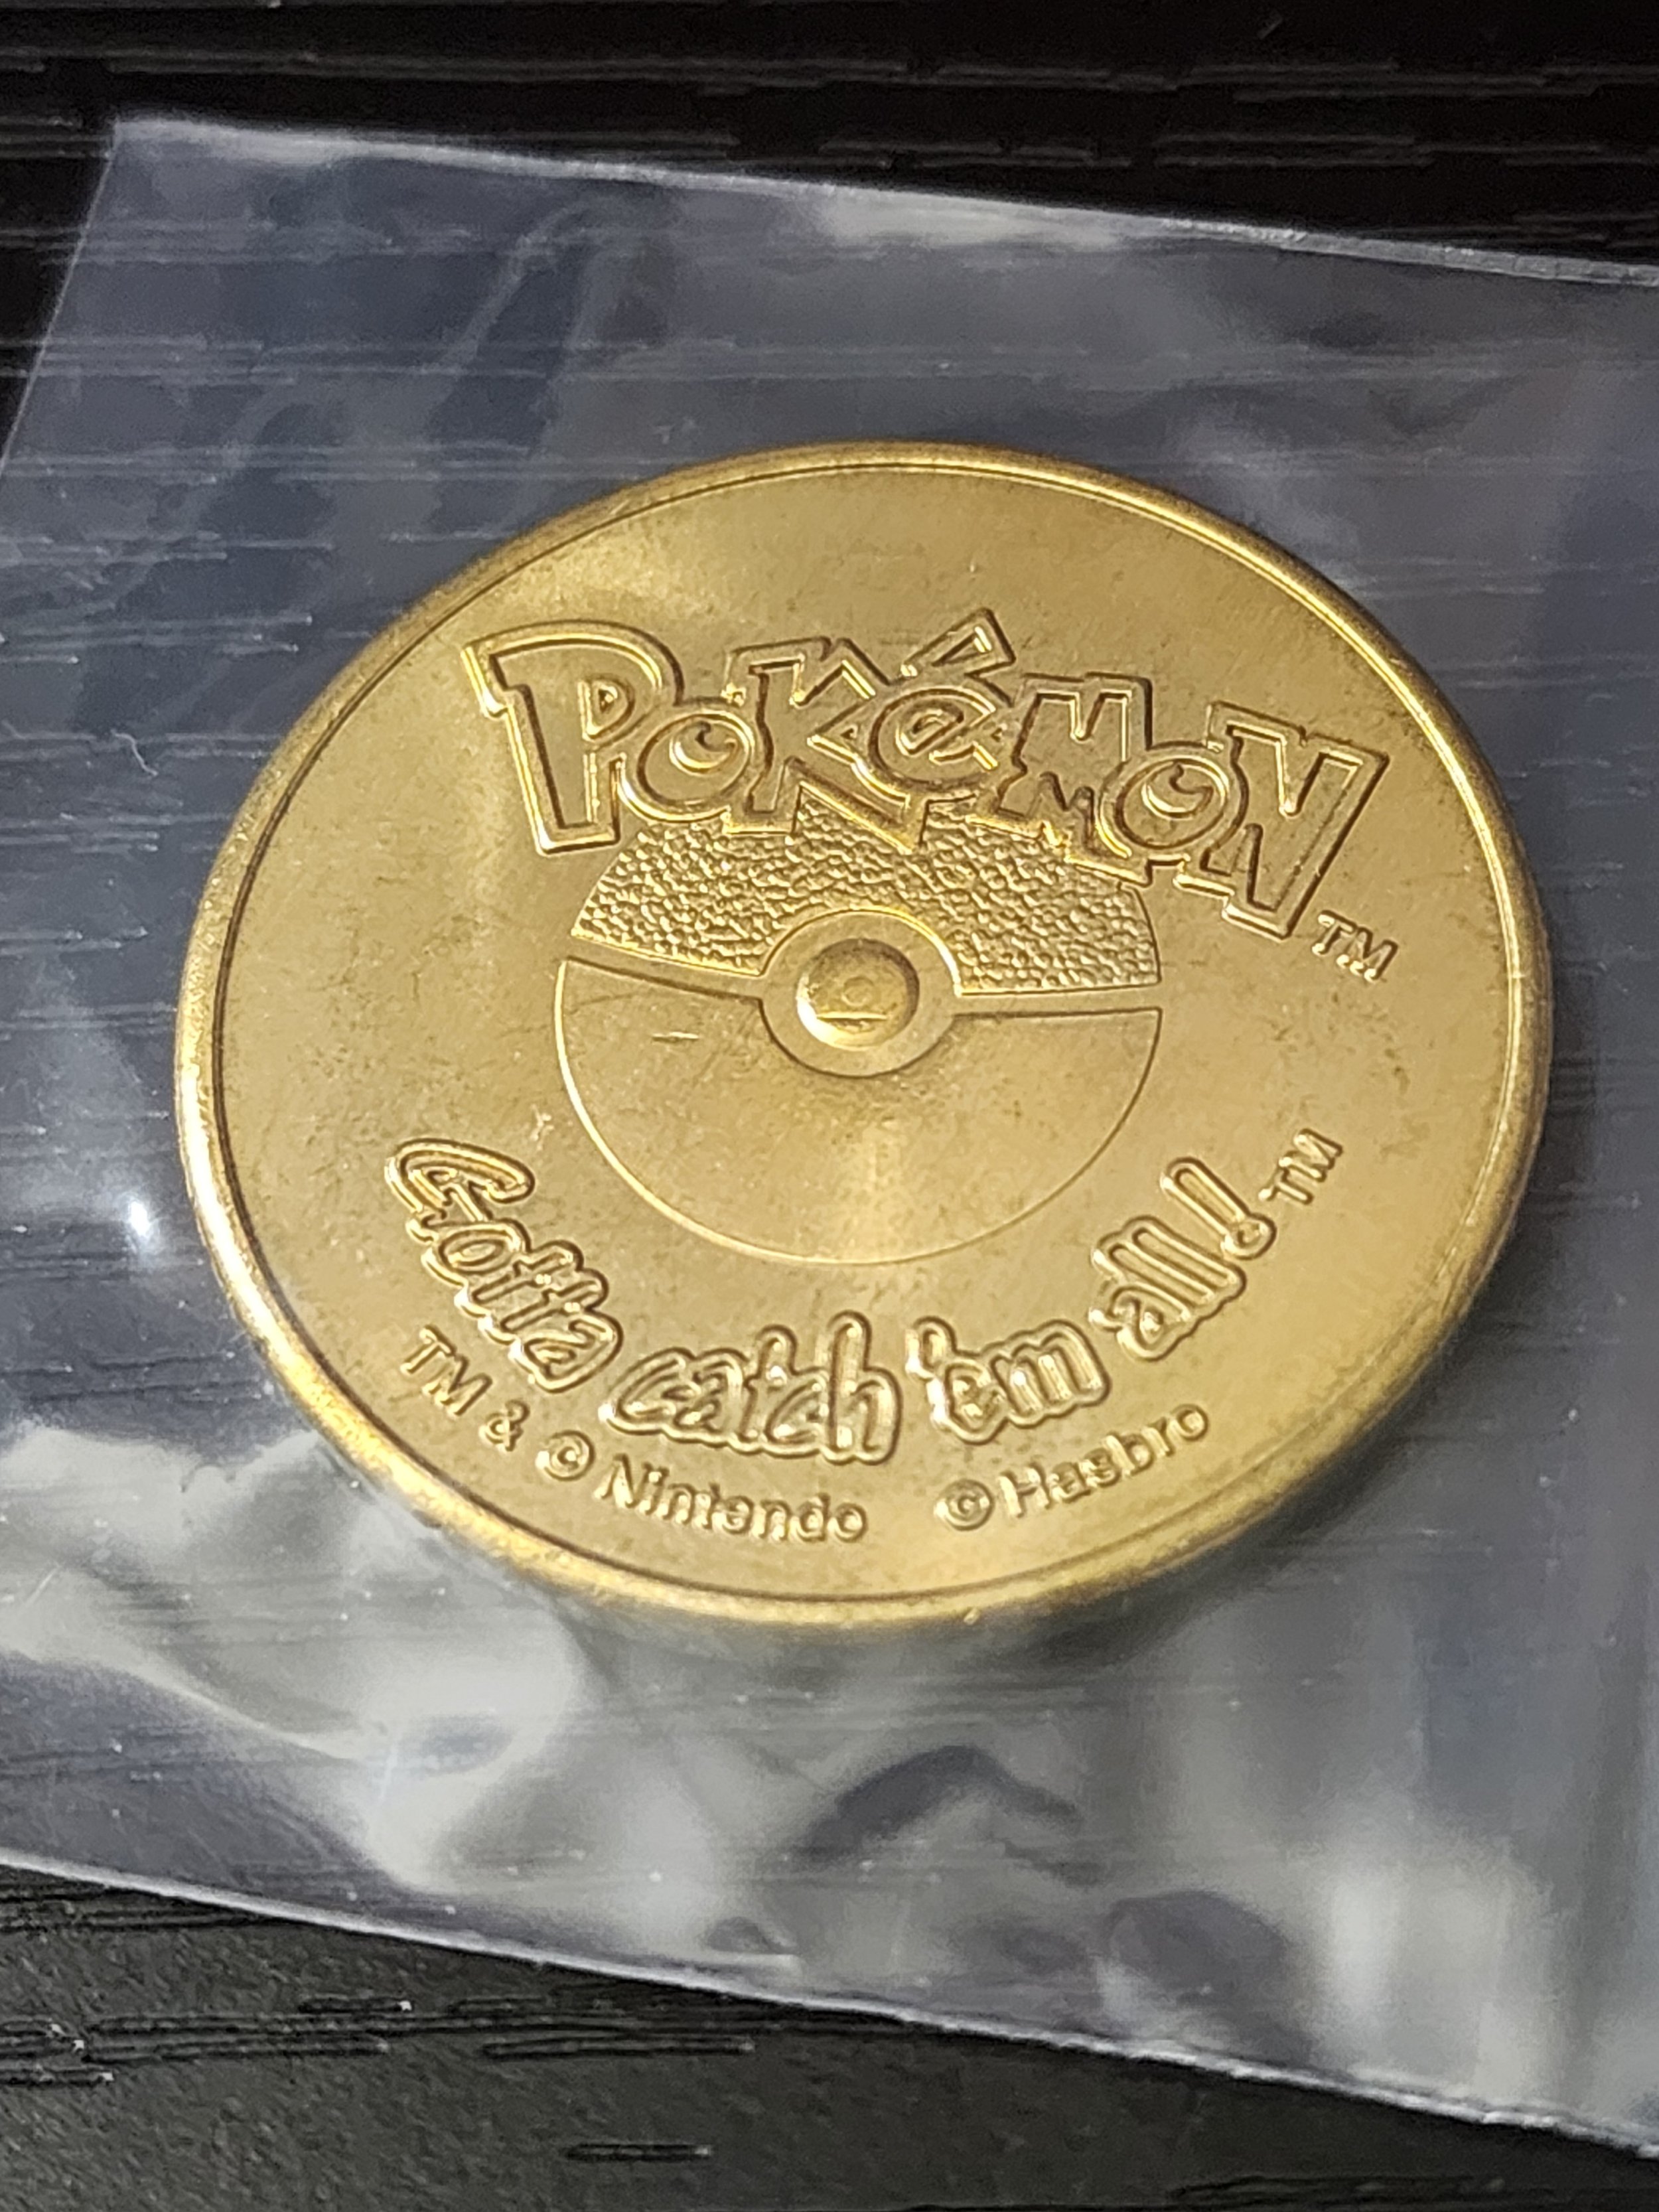 POKéMON TM
Gotta catch 'em all! TM
TM & © Nintendo © Hasbro